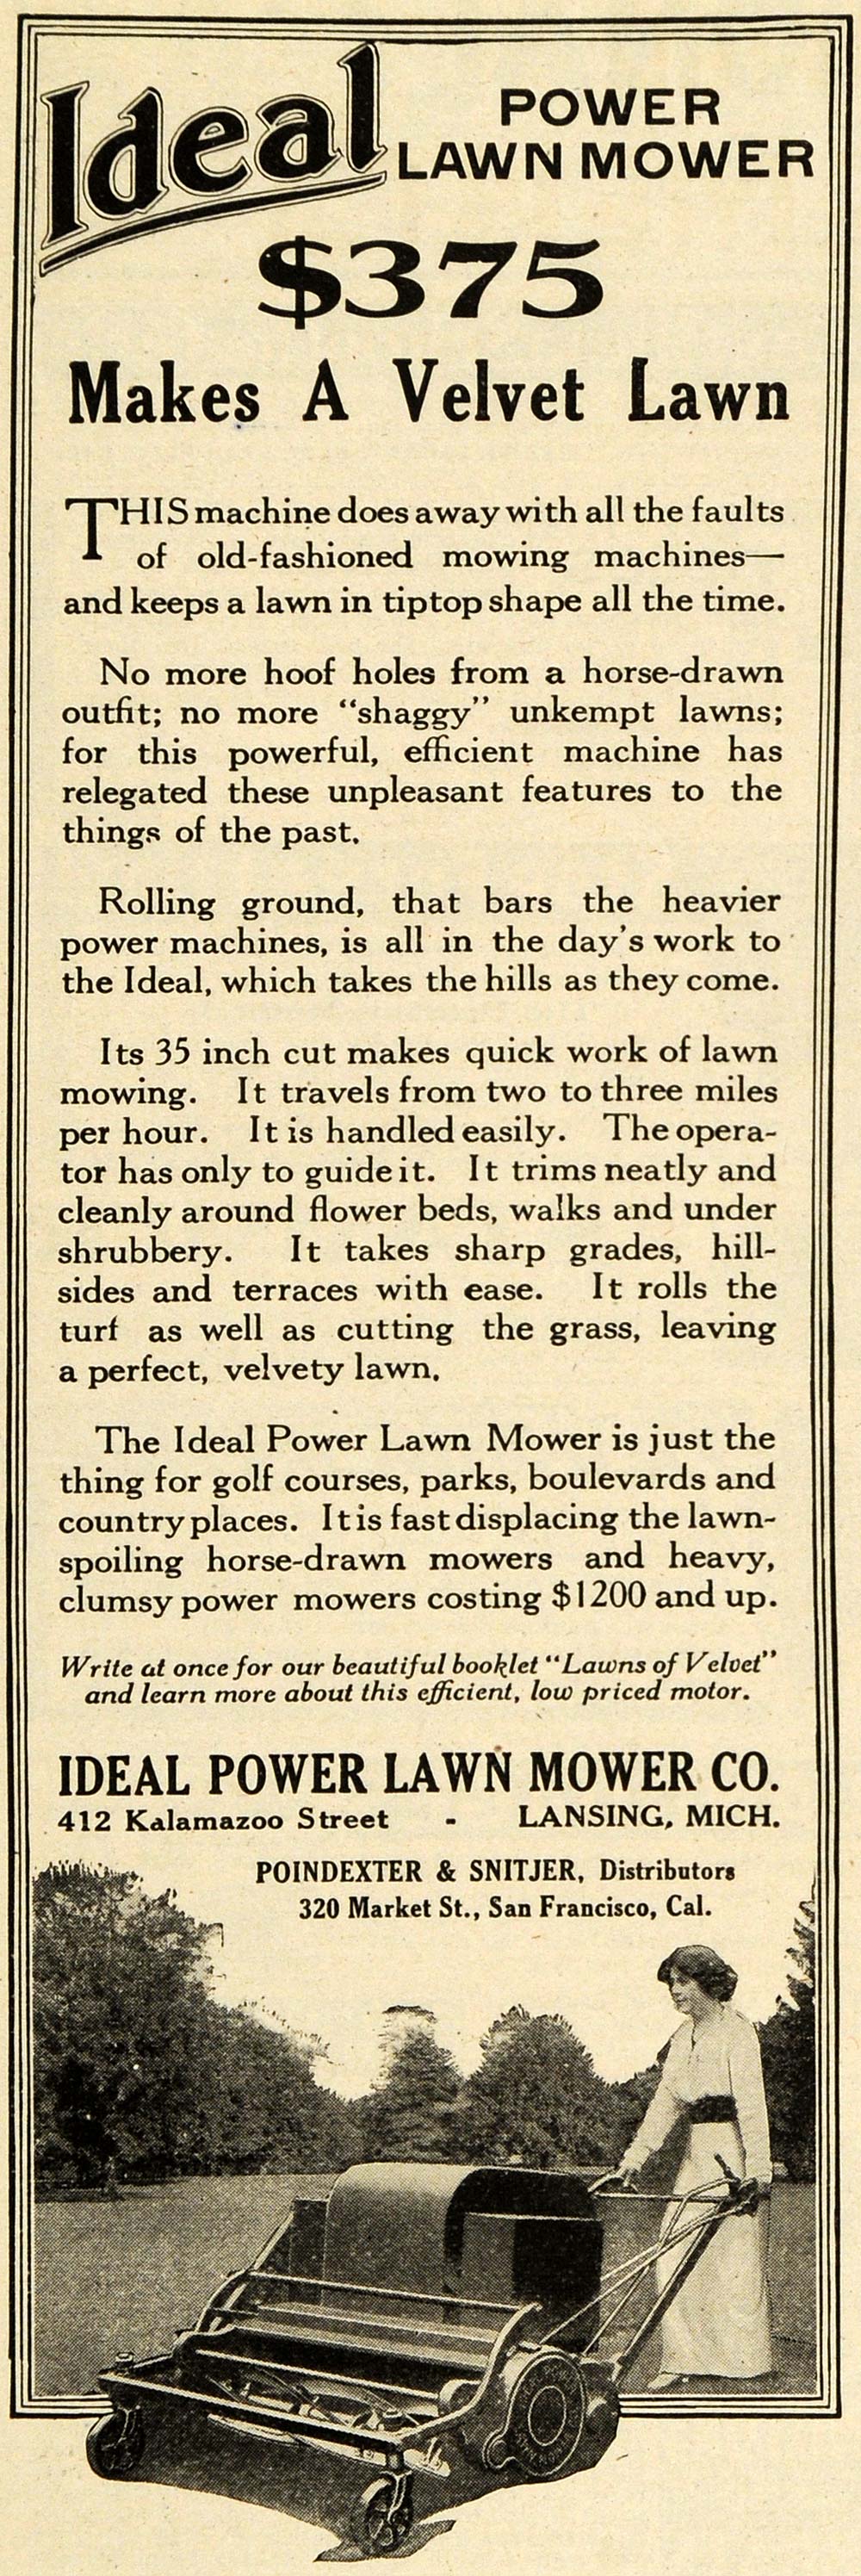 Ideal
POWER
LAWN MOWER
$375
Makes A Velvet Lawn
THIS machine does away with all the faults
of old-fashioned mowing machines—
and keeps a lawn in tiptop shape all the time.
No more hoof holes from a horse-drawn
outfit; no more "shaggy" unkempt lawns;
for this powerful, efficient machine has
relegated these unpleasant features to the
things of the past.
Rolling ground, that bars the heavier
power machines, is all in the day's work to
the Ideal, which takes the hills as they come.
Its 35 inch cut makes quick work of lawn
mowing. It travels from two to three miles
per hour. It is handled easily. The opera-
tor has only to guide it. It trims neatly and
cleanly around flower beds, walks and under
shrubbery. It takes sharp grades, hill-
sides and terraces with ease. It rolls the
turf as well as cutting the grass, leaving
a perfect, velvety lawn.
The Ideal Power Lawn Mower is just the
thing for golf courses, parks, boulevards and
country places. It is fast displacing the lawn-
spoiling horse-drawn mowers and heavy,
clumsy power mowers costing $1200 and up.
Write at once for our beautiful booklet "Lawns of Velvet"
and learn more about this efficient, low priced motor.
IDEAL POWER LAWN MOWER CO.
412 Kalamazoo Street - LANSING, MICH.
POINDEXTER & SNITJER, Distributors
320 Market St., San Francisco, Cal.